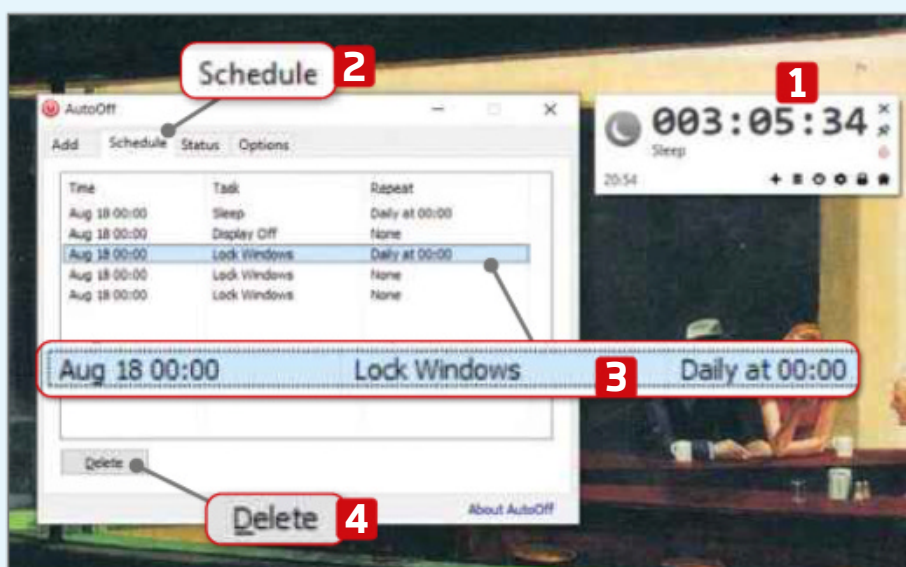 Schedule 2
1
AutoOff
Add Schedule Status Options
003:05:34
Sleep
20:54
Time Task Repeat
Aug 18 00:00 Sleep Daily at 00:00
Aug 18 00:00 Display Off None
Aug 18 00:00 Lock Windows Daily at 00:00
Aug 18 00:00 Lock Windows None
Aug 18 00:00 Lock Windows None
Aug 18 00:00 Lock Windows 3 Daily at 00:00
Delete
Delete 4
About AutoOff